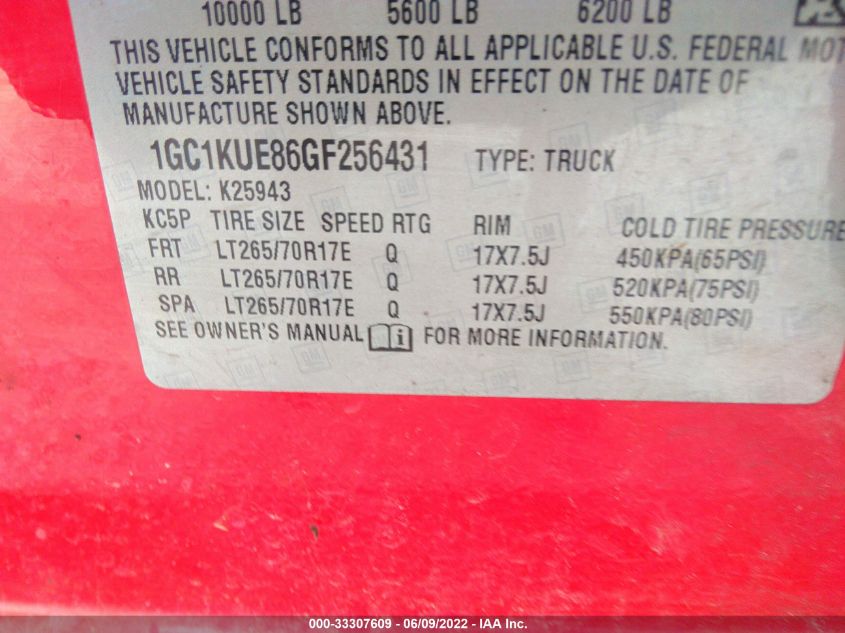 10000 LB 5600 LB 6200 LB
THIS VEHICLE CONFORMS TO ALL APPLICABLE U.S. FEDERAL MOT
VEHICLE SAFETY STANDARDS IN EFFECT ON THE DATE OF
MANUFACTURE SHOWN ABOVE.
1GC1KUE86GF256431 TYPE: TRUCK
MODEL: K25943
KC5P TIRE SIZE SPEED RTG RIM COLD TIRE PRESSURE
FRT LT265/70R17E Q 17X7.5J 450KPA(65PSI)
RR LT265/70R17E Q 17X7.5J 520KPA(75PSI)
SPA LT265/70R17E Q 17X7.5J 550KPA(80PSI)
SEE OWNER'S MANUAL i FOR MORE INFORMATION.
000-33307609 - 06/09/2022 - IAA Inc.